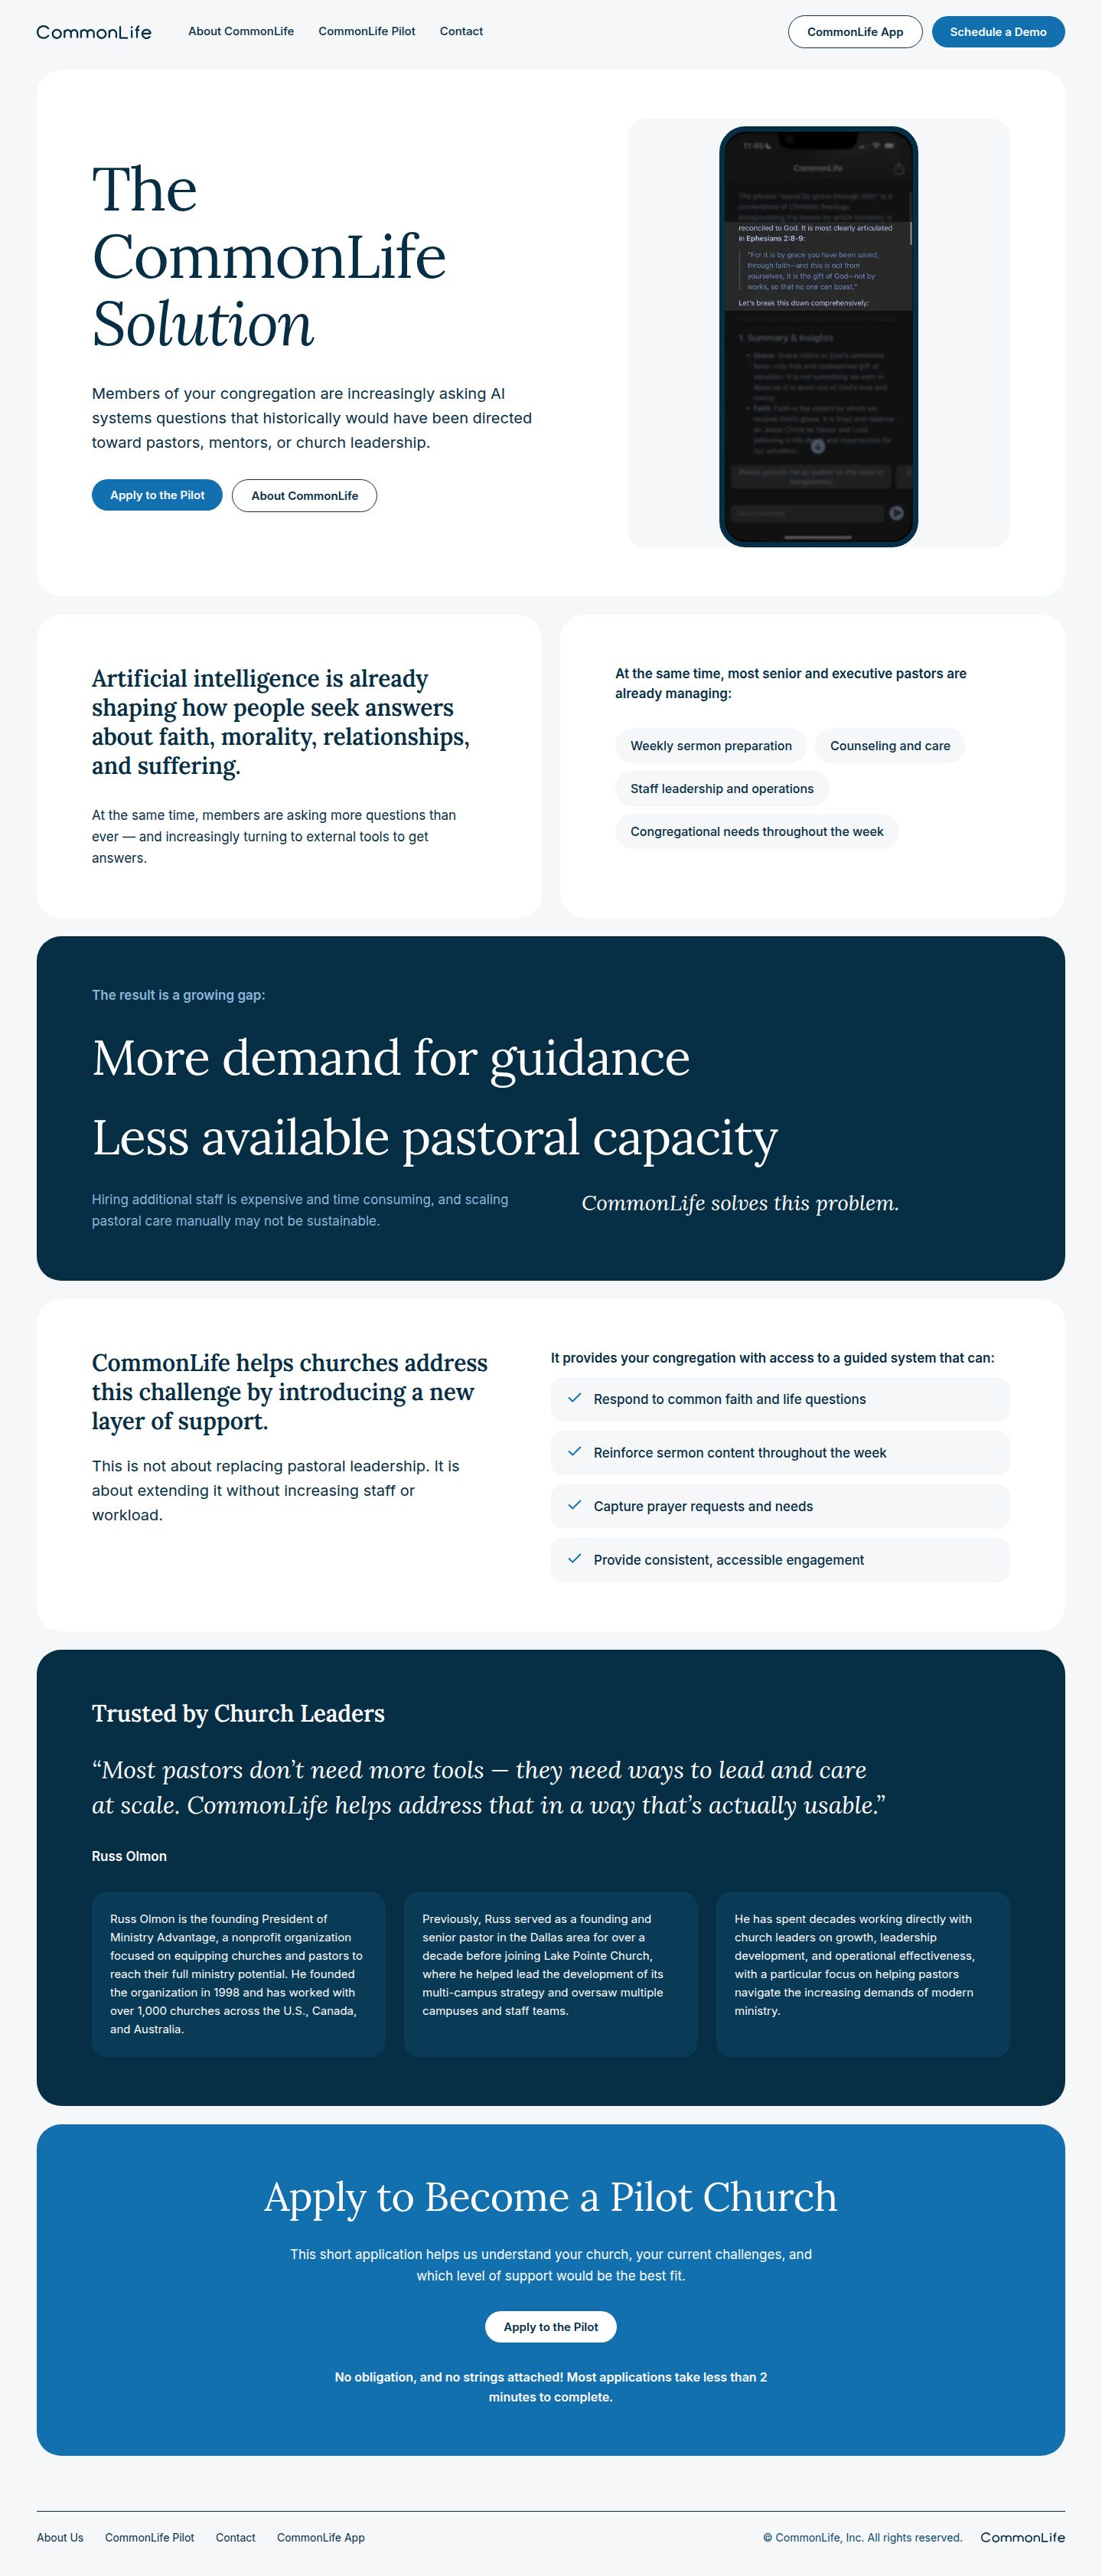 CommonLife
About CommonLife
CommonLife Pilot
Contact
CommonLife App
Schedule a Demo
The
CommonLife
Solution
Members of your congregation are increasingly asking AI
systems questions that historically would have been directed
toward pastors, mentors, or church leadership.
Apply to the Pilot
About CommonLife
11:45
CommonLife
reconciled to God. It is most clearly articulated
in Ephesians 2:8-9:
"For it is by grace you have been saved,
through faith—and this is not from
yourselves, it is the gift of God—not by
works, so that no one can boast."
Let's break this down comprehensively:
1. Summary & Insights
Artificial intelligence is already
shaping how people seek answers
about faith, morality, relationships,
and suffering.
At the same time, members are asking more questions than
ever — and increasingly turning to external tools to get
answers.
At the same time, most senior and executive pastors are
already managing:
Weekly sermon preparation
Counseling and care
Staff leadership and operations
Congregational needs throughout the week
The result is a growing gap:
More demand for guidance
Less available pastoral capacity
Hiring additional staff is expensive and time consuming, and scaling
pastoral care manually may not be sustainable.
CommonLife solves this problem.
CommonLife helps churches address
this challenge by introducing a new
layer of support.
This is not about replacing pastoral leadership. It is
about extending it without increasing staff or
workload.
It provides your congregation with access to a guided system that can:
Respond to common faith and life questions
Reinforce sermon content throughout the week
Capture prayer requests and needs
Provide consistent, accessible engagement
Trusted by Church Leaders
“Most pastors don’t need more tools — they need ways to lead and care
at scale. CommonLife helps address that in a way that’s actually usable.”
Russ Olmon
Russ Olmon is the founding President of
Ministry Advantage, a nonprofit organization
focused on equipping churches and pastors to
reach their full ministry potential. He founded
the organization in 1998 and has worked with
over 1,000 churches across the U.S., Canada,
and Australia.
Previously, Russ served as a founding and
senior pastor in the Dallas area for over a
decade before joining Lake Pointe Church,
where he helped lead the development of its
multi-campus strategy and oversaw multiple
campuses and staff teams.
He has spent decades working directly with
church leaders on growth, leadership
development, and operational effectiveness,
with a particular focus on helping pastors
navigate the increasing demands of modern
ministry.
Apply to Become a Pilot Church
This short application helps us understand your church, your current challenges, and
which level of support would be the best fit.
Apply to the Pilot
No obligation, and no strings attached! Most applications take less than 2
minutes to complete.
About Us
CommonLife Pilot
Contact
CommonLife App
© CommonLife, Inc. All rights reserved.
CommonLife